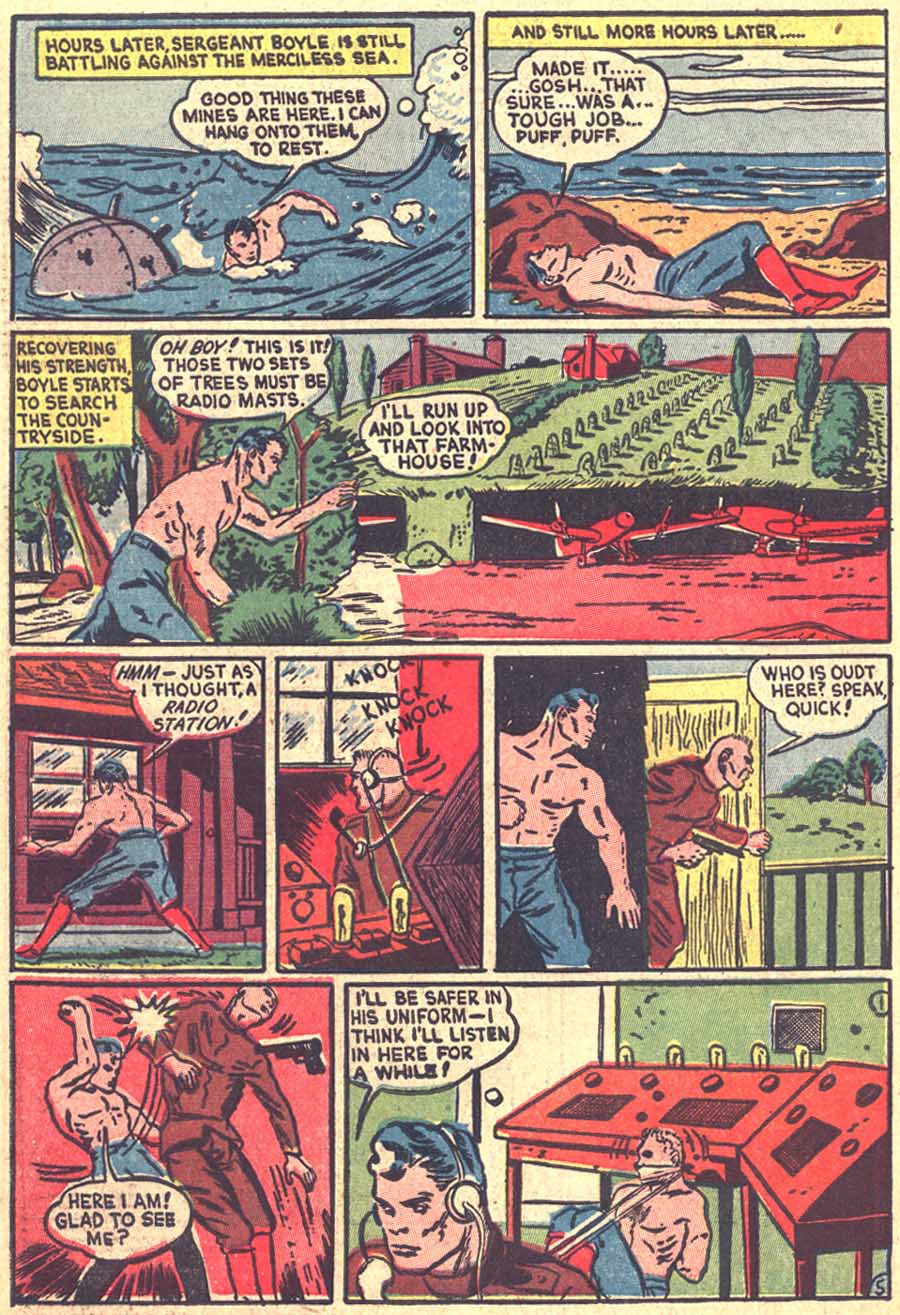 HOURS LATER, SERGEANT BOYLE IS STILL
BATTLING AGAINST THE MERCILESS SEA.
GOOD THING THESE
MINES ARE HERE. I CAN
HANG ONTO THEM,
TO REST.
AND STILL MORE HOURS LATER.....
MADE IT.....
...GOSH...THAT
SURE...WAS A...
TOUGH JOB...
PUFF, PUFF.
RECOVERING
HIS STRENGTH,
BOYLE STARTS
TO SEARCH
THE COUN-
TRYSIDE.
OH BOY! THIS IS IT!
THOSE TWO SETS
OF TREES MUST BE
RADIO MASTS.
I'LL RUN UP
AND LOOK INTO
THAT FARM-
HOUSE!
HMM - JUST AS
I THOUGHT, A
RADIO
STATION!
KNOCK
KNOCK
KNOCK
WHO IS OUDT
HERE? SPEAK,
QUICK!
HERE I AM!
GLAD TO SEE
ME?
I'LL BE SAFER IN
HIS UNIFORM—I
THINK I'LL LISTEN
IN HERE FOR
A WHILE!
5